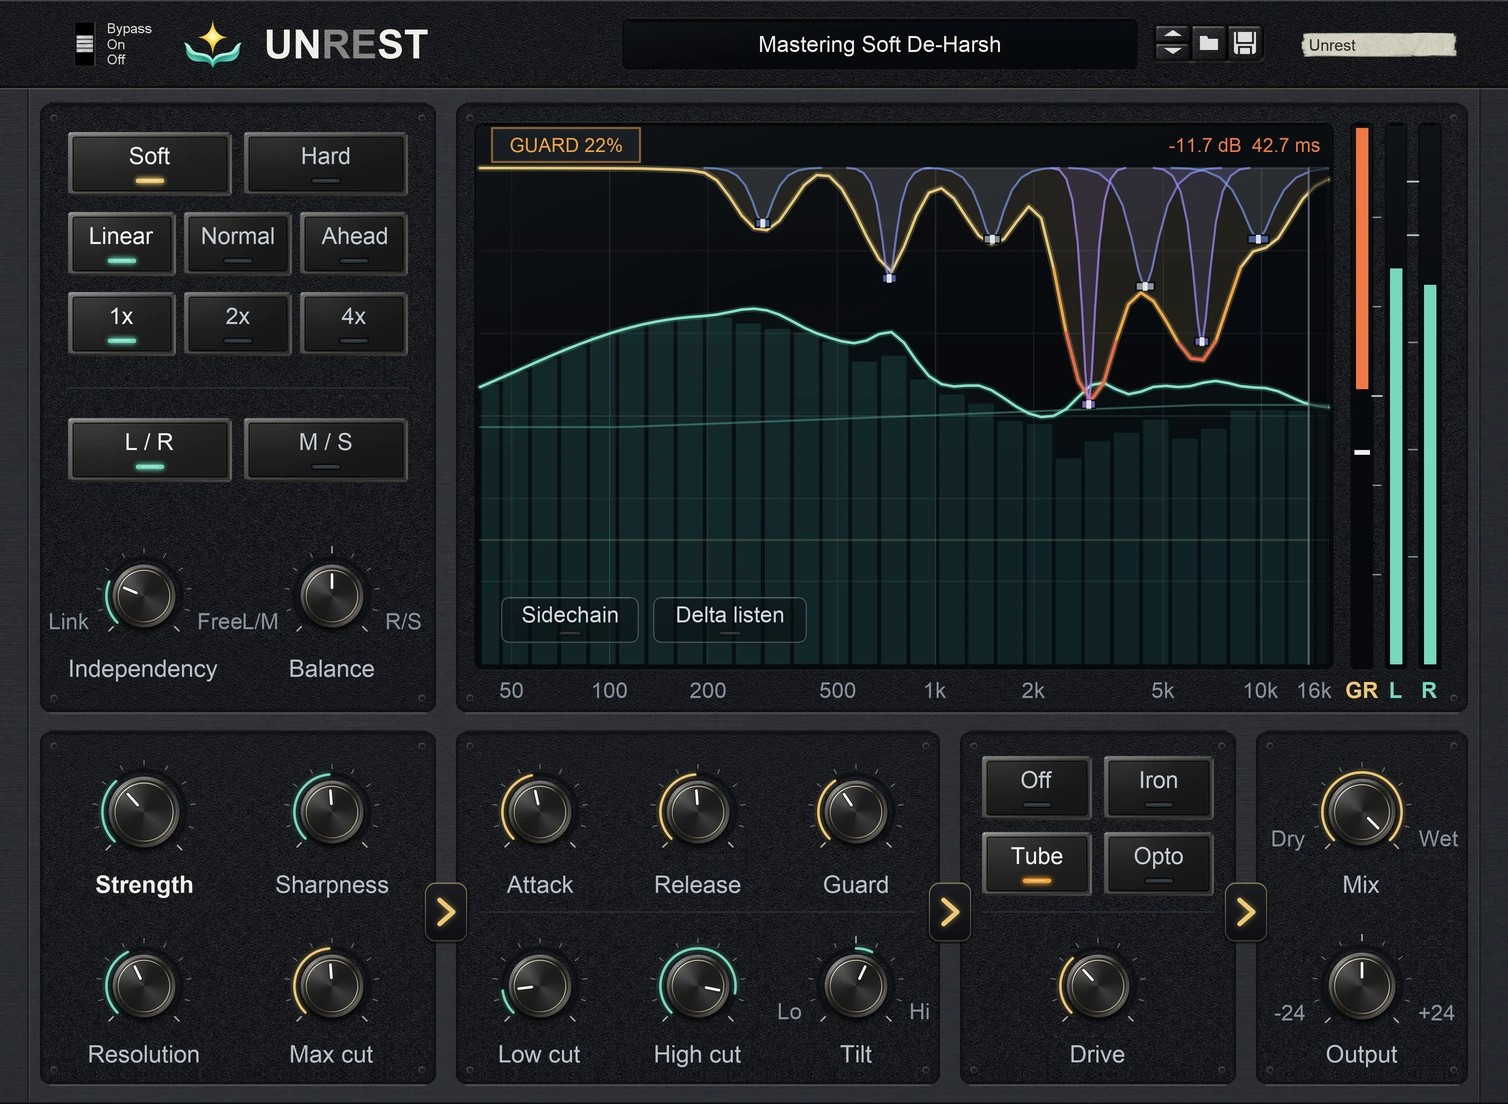 Bypass
On
Off
UNREST
Mastering Soft De-Harsh
Unrest
Soft
Hard
Linear
Normal
Ahead
1x
2x
4x
L / R
M / S
Link
Free
L/M
R/S
Independency
Balance
GUARD 22%
-11.7 dB 42.7 ms
Sidechain
Delta listen
50
100
200
500
1k
2k
5k
10k
16k
GR
L
R
Strength
Sharpness
Resolution
Max cut
Attack
Release
Guard
Low cut
High cut
Lo
Hi
Tilt
Off
Iron
Tube
Opto
Drive
Dry
Wet
Mix
-24
+24
Output